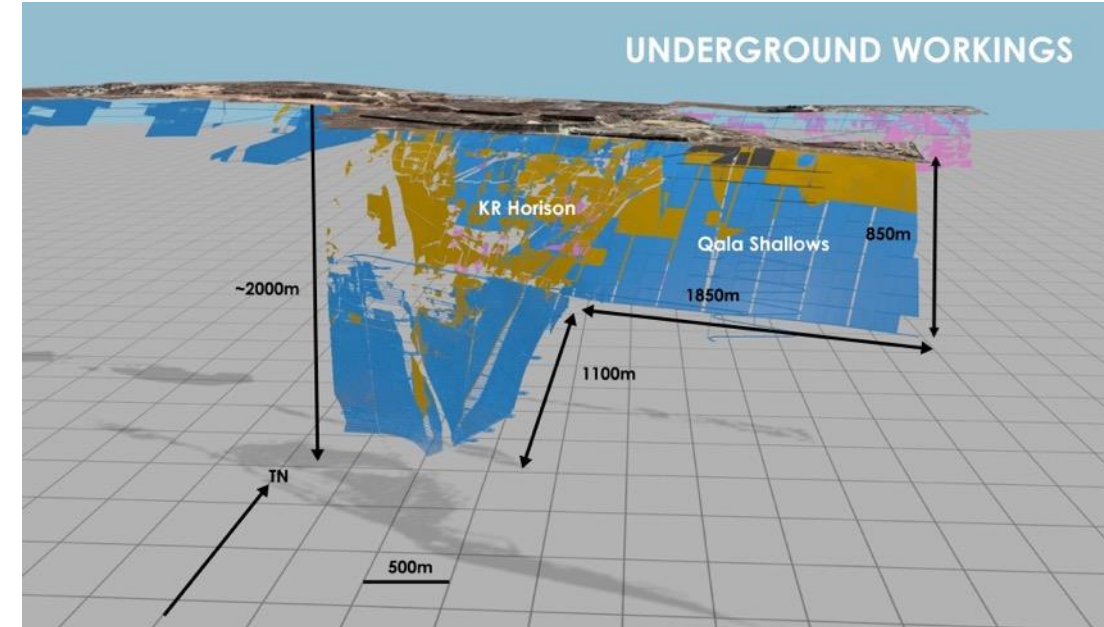 UNDERGROUND WORKINGS
KR Horison
Qala Shallows
850m
~2000m
1850m
1100m
TN
500m